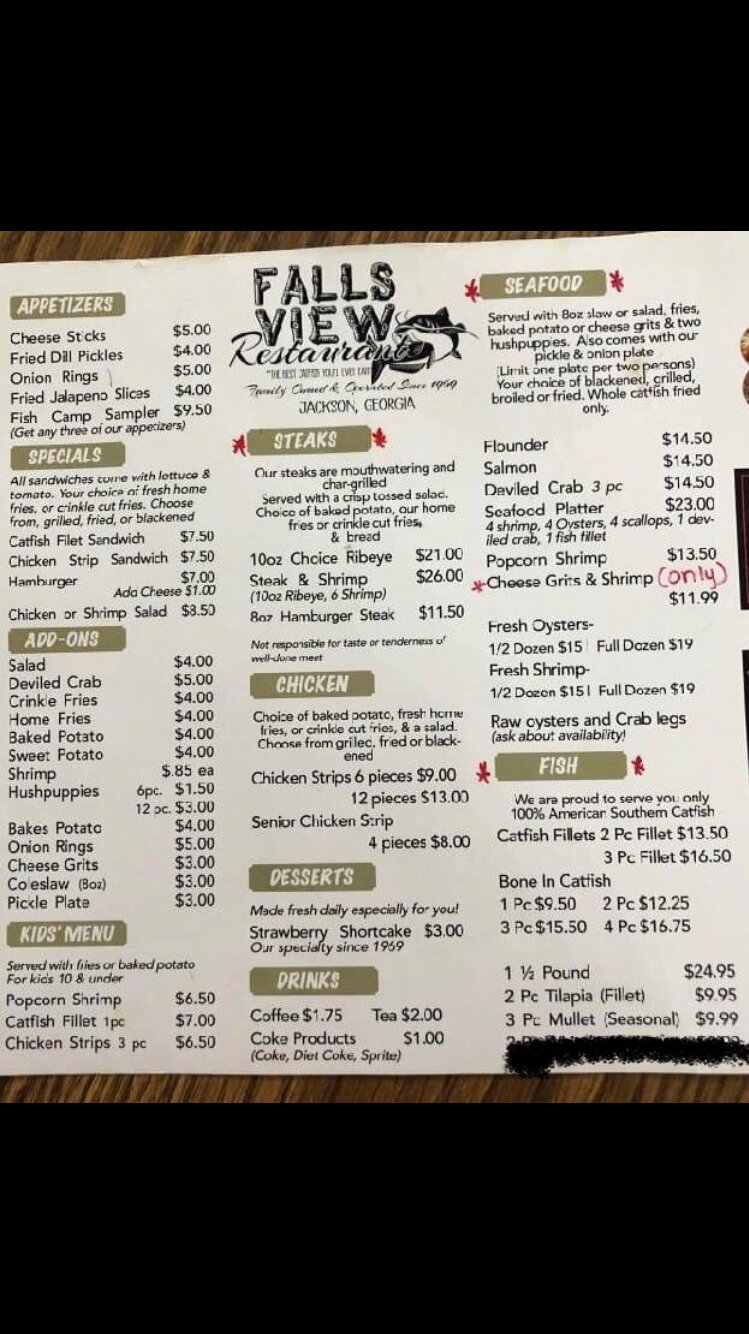 APPETIZERS
Cheese Sticks $5.00
Fried Dill Pickles $4.00
Onion Rings $5.00
Fried Jalapeno Slices $4.00
Fish Camp Sampler $9.50
(Get any three of our appetizers)
SPECIALS
All sandwiches come with lettuce &
tomato. Your choice of fresh home
fries, or crinkle cut fries. Choose
from, grilled, fried, or blackened
Catfish Filet Sandwich $7.50
Chicken Strip Sandwich $7.50
Hamburger $7.00
Add Cheese $1.00
Chicken or Shrimp Salad $8.50
ADD-ONS
Salad $4.00
Deviled Crab $5.00
Crinkle Fries $4.00
Home Fries $4.00
Baked Potato $4.00
Sweet Potato $4.00
Shrimp $.85 ea
Hushpuppies 6pc. $1.50
12 pc. $3.00
Bakes Potato $4.00
Onion Rings $5.00
Cheese Grits $3.00
Coleslaw (8oz) $3.00
Pickle Plate $3.00
KIDS' MENU
Served with fries or baked potato
For kids 10 & under
Popcorn Shrimp $6.50
Catfish Fillet 1pc $7.00
Chicken Strips 3 pc $6.50
FALLS
VIEW
Restaurant
"THE BEST CATFISH YOU'LL EVER EAT"
Family Owned & Operated Since 1969
JACKSON, GEORGIA
STEAKS
Our steaks are mouthwatering and
char-grilled
Served with a crisp tossed salad.
Choice of baked potato, our home
fries or crinkle cut fries,
& bread
10oz Choice Ribeye $21.00
Steak & Shrimp $26.00
(10oz Ribeye, 6 Shrimp)
8oz Hamburger Steak $11.50
Not responsible for taste or tenderness of
well-done meet
CHICKEN
Choice of baked potato, fresh home
fries, or crinkle cut fries, & a salad.
Choose from grilled, fried or black-
ened
Chicken Strips 6 pieces $9.00
12 pieces $13.00
Senior Chicken Strip
4 pieces $8.00
DESSERTS
Made fresh daily especially for you!
Strawberry Shortcake $3.00
Our specialty since 1969
DRINKS
Coffee $1.75 Tea $2.00
Coke Products $1.00
(Coke, Diet Coke, Sprite)
SEAFOOD
Served with 8oz slaw or salad, fries,
baked potato or cheese grits & two
hushpuppies. Also comes with our
pickle & onion plate
(Limit one plate per two persons)
Your choice of blackened, grilled,
broiled or fried. Whole catfish fried
only.
Flounder $14.50
Salmon $14.50
Deviled Crab 3 pc $14.50
Seafood Platter $23.00
4 shrimp, 4 Oysters, 4 scallops, 1 dev-
iled crab, 1 fish fillet
Popcorn Shrimp $13.50
*Cheese Grits & Shrimp (only)
$11.99
Fresh Oysters-
1/2 Dozen $15 | Full Dozen $19
Fresh Shrimp-
1/2 Dozen $15 | Full Dozen $19
Raw oysters and Crab legs
(ask about availability!
FISH
We are proud to serve you only
100% American Southern Catfish
Catfish Fillets 2 Pc Fillet $13.50
3 Pc Fillet $16.50
Bone In Catfish
1 Pc $9.50 2 Pc $12.25
3 Pc $15.50 4 Pc $16.75
1 ½ Pound $24.95
2 Pc Tilapia (Fillet) $9.95
3 Pc Mullet (Seasonal) $9.99